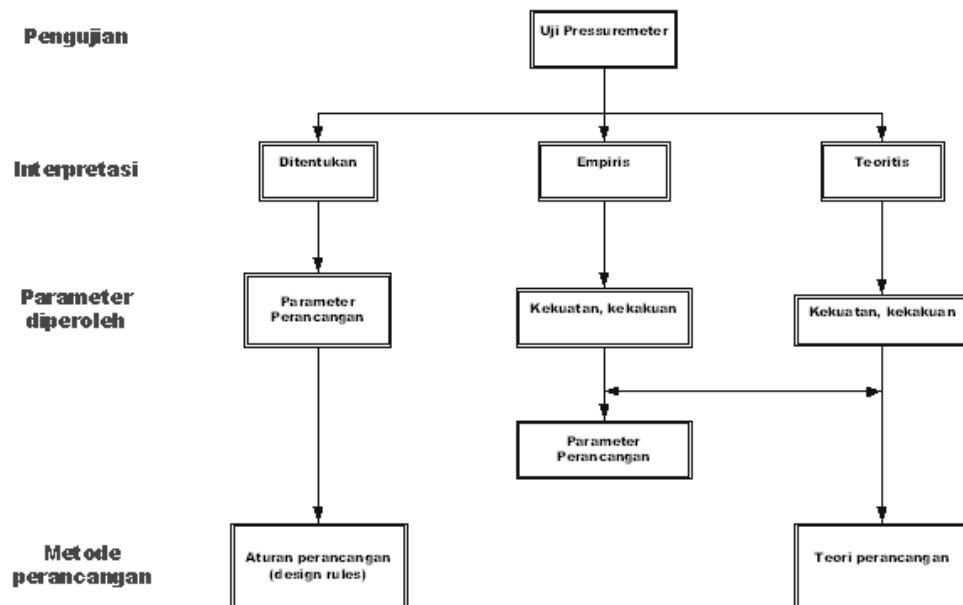 Pengujian
Uji Pressuremeter
Interpretasi
Ditentukan
Empiris
Teoritis
Parameter
diperoleh
Parameter
Perancangan
Kekuatan, kekakuan
Kekuatan, kekakuan
Parameter
Perancangan
Metode
perancangan
Aturan perancangan
(design rules)
Teori perancangan